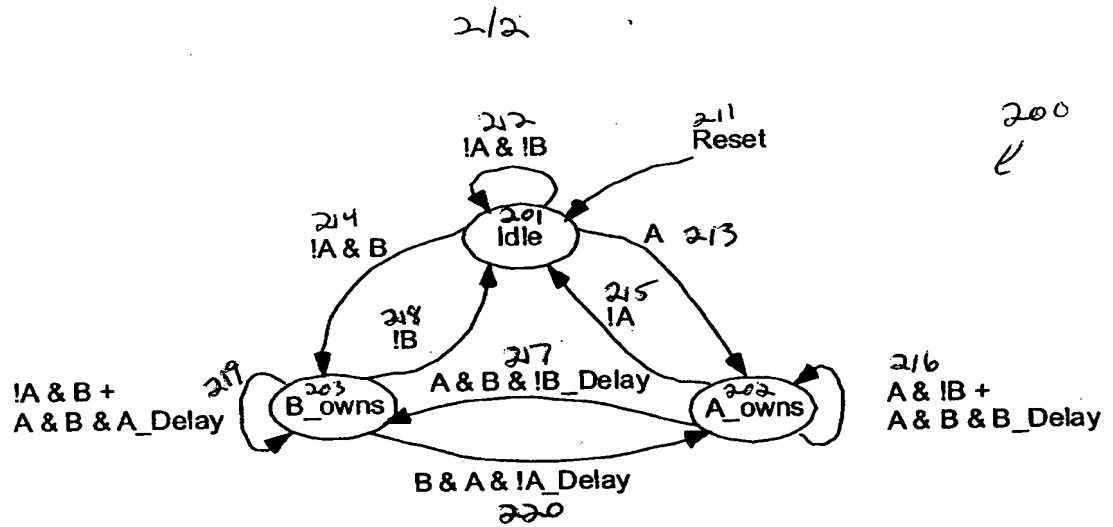 2/2
200
212
!A & !B
211
Reset
214
!A & B
201
Idle
A 213
218
!B
215
!A
217
A & B & !B_Delay
219
!A & B +
A & B & A_Delay
203
B_owns
202
A_owns
216
A & !B +
A & B & B_Delay
B & A & !A_Delay
220